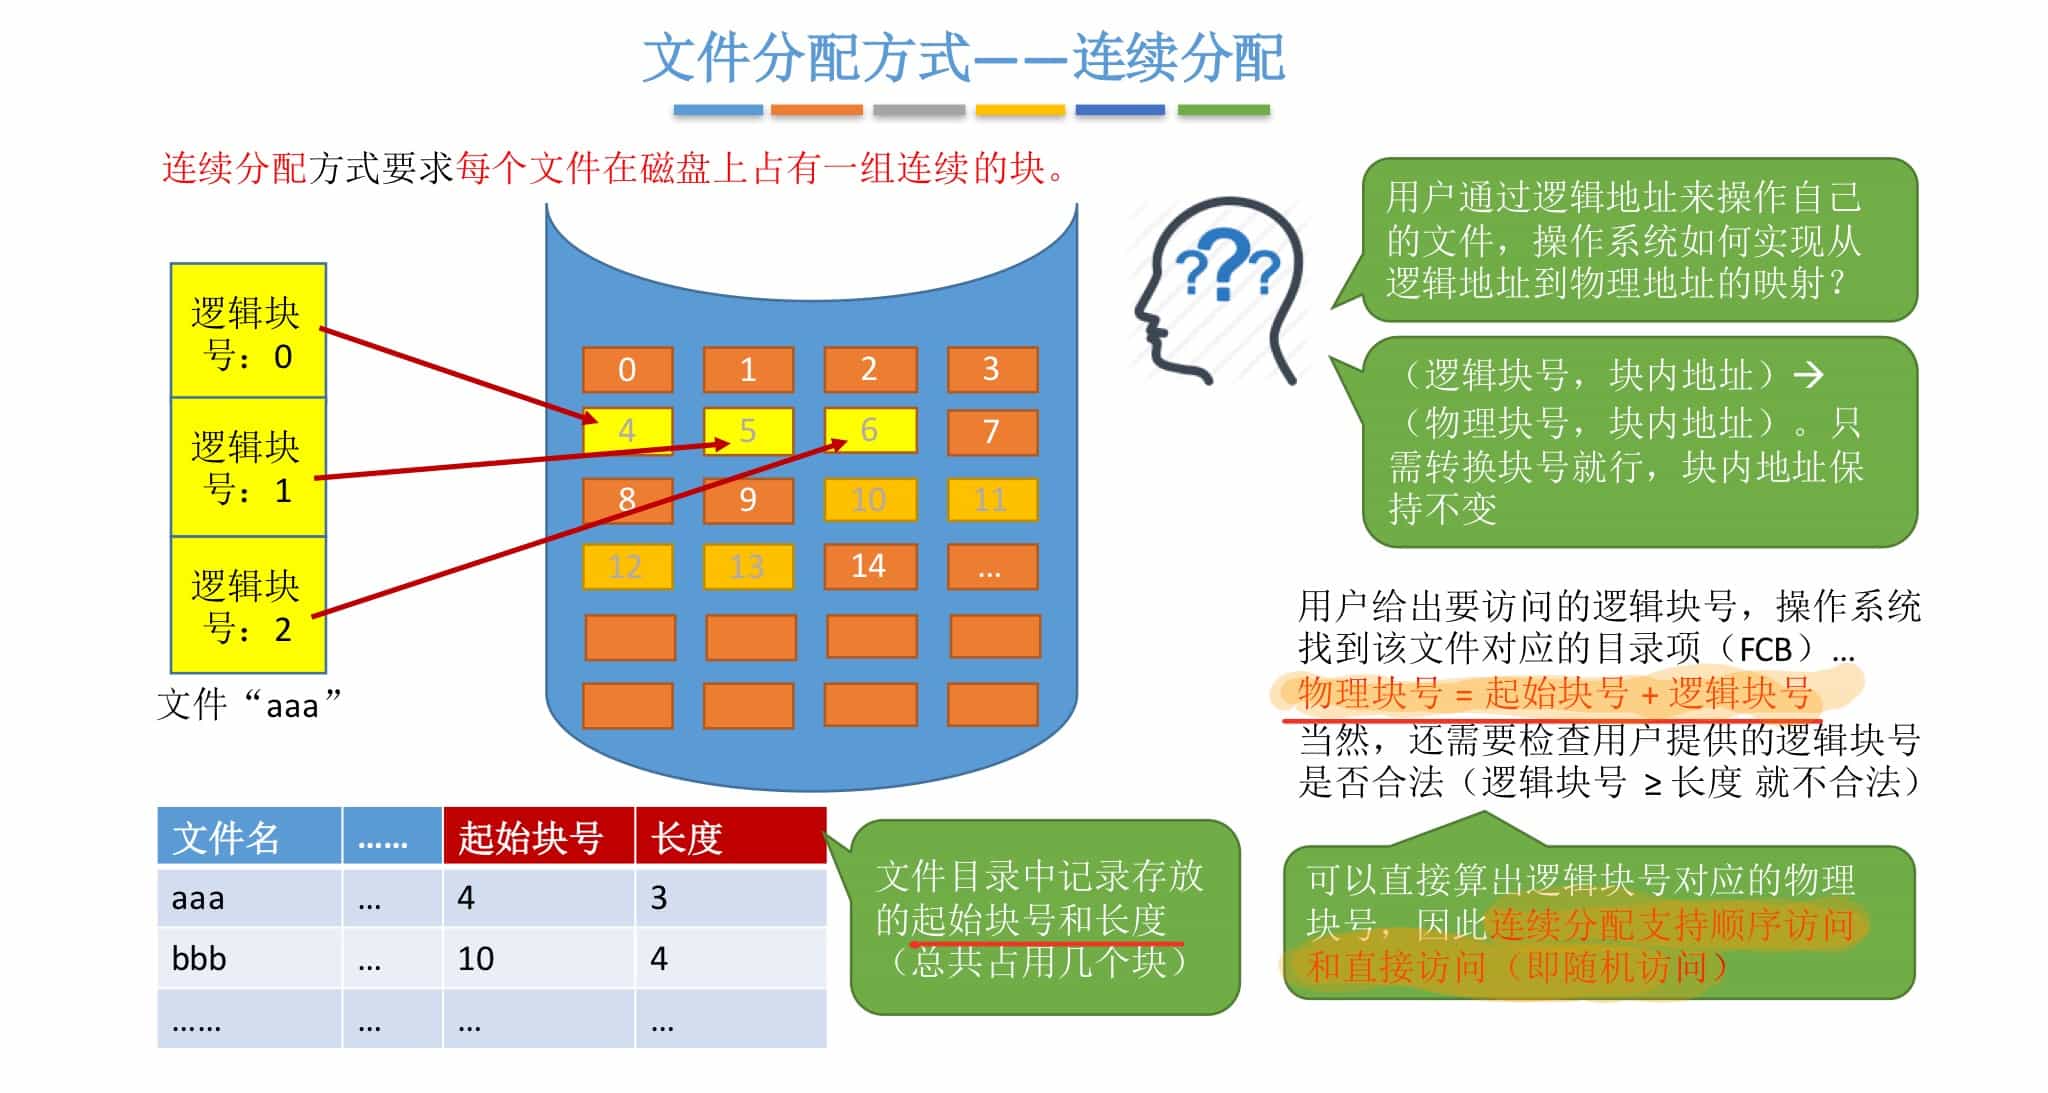 文件分配方式——连续分配
连续分配方式要求每个文件在磁盘上占有一组连续的块。
逻辑块
号：0
逻辑块
号：1
逻辑块
号：2
文件“aaa”
0 1 2 3
4 5 6 7
8 9 10 11
12 13 14 ...
? ? ?
用户通过逻辑地址来操作自己
的文件，操作系统如何实现从
逻辑地址到物理地址的映射？
（逻辑块号，块内地址）→
（物理块号，块内地址）。只
需转换块号就行，块内地址保
持不变
用户给出要访问的逻辑块号，操作系统
找到该文件对应的目录项（FCB）...
物理块号 = 起始块号 + 逻辑块号
当然，还需要检查用户提供的逻辑块号
是否合法（逻辑块号 ≥ 长度 就不合法）
可以直接算出逻辑块号对应的物理
块号，因此连续分配支持顺序访问
和直接访问（即随机访问）
文件名 …… 起始块号 长度
aaa ... 4 3
bbb ... 10 4
…… ... ... ...
文件目录中记录存放
的起始块号和长度
（总共占用几个块）